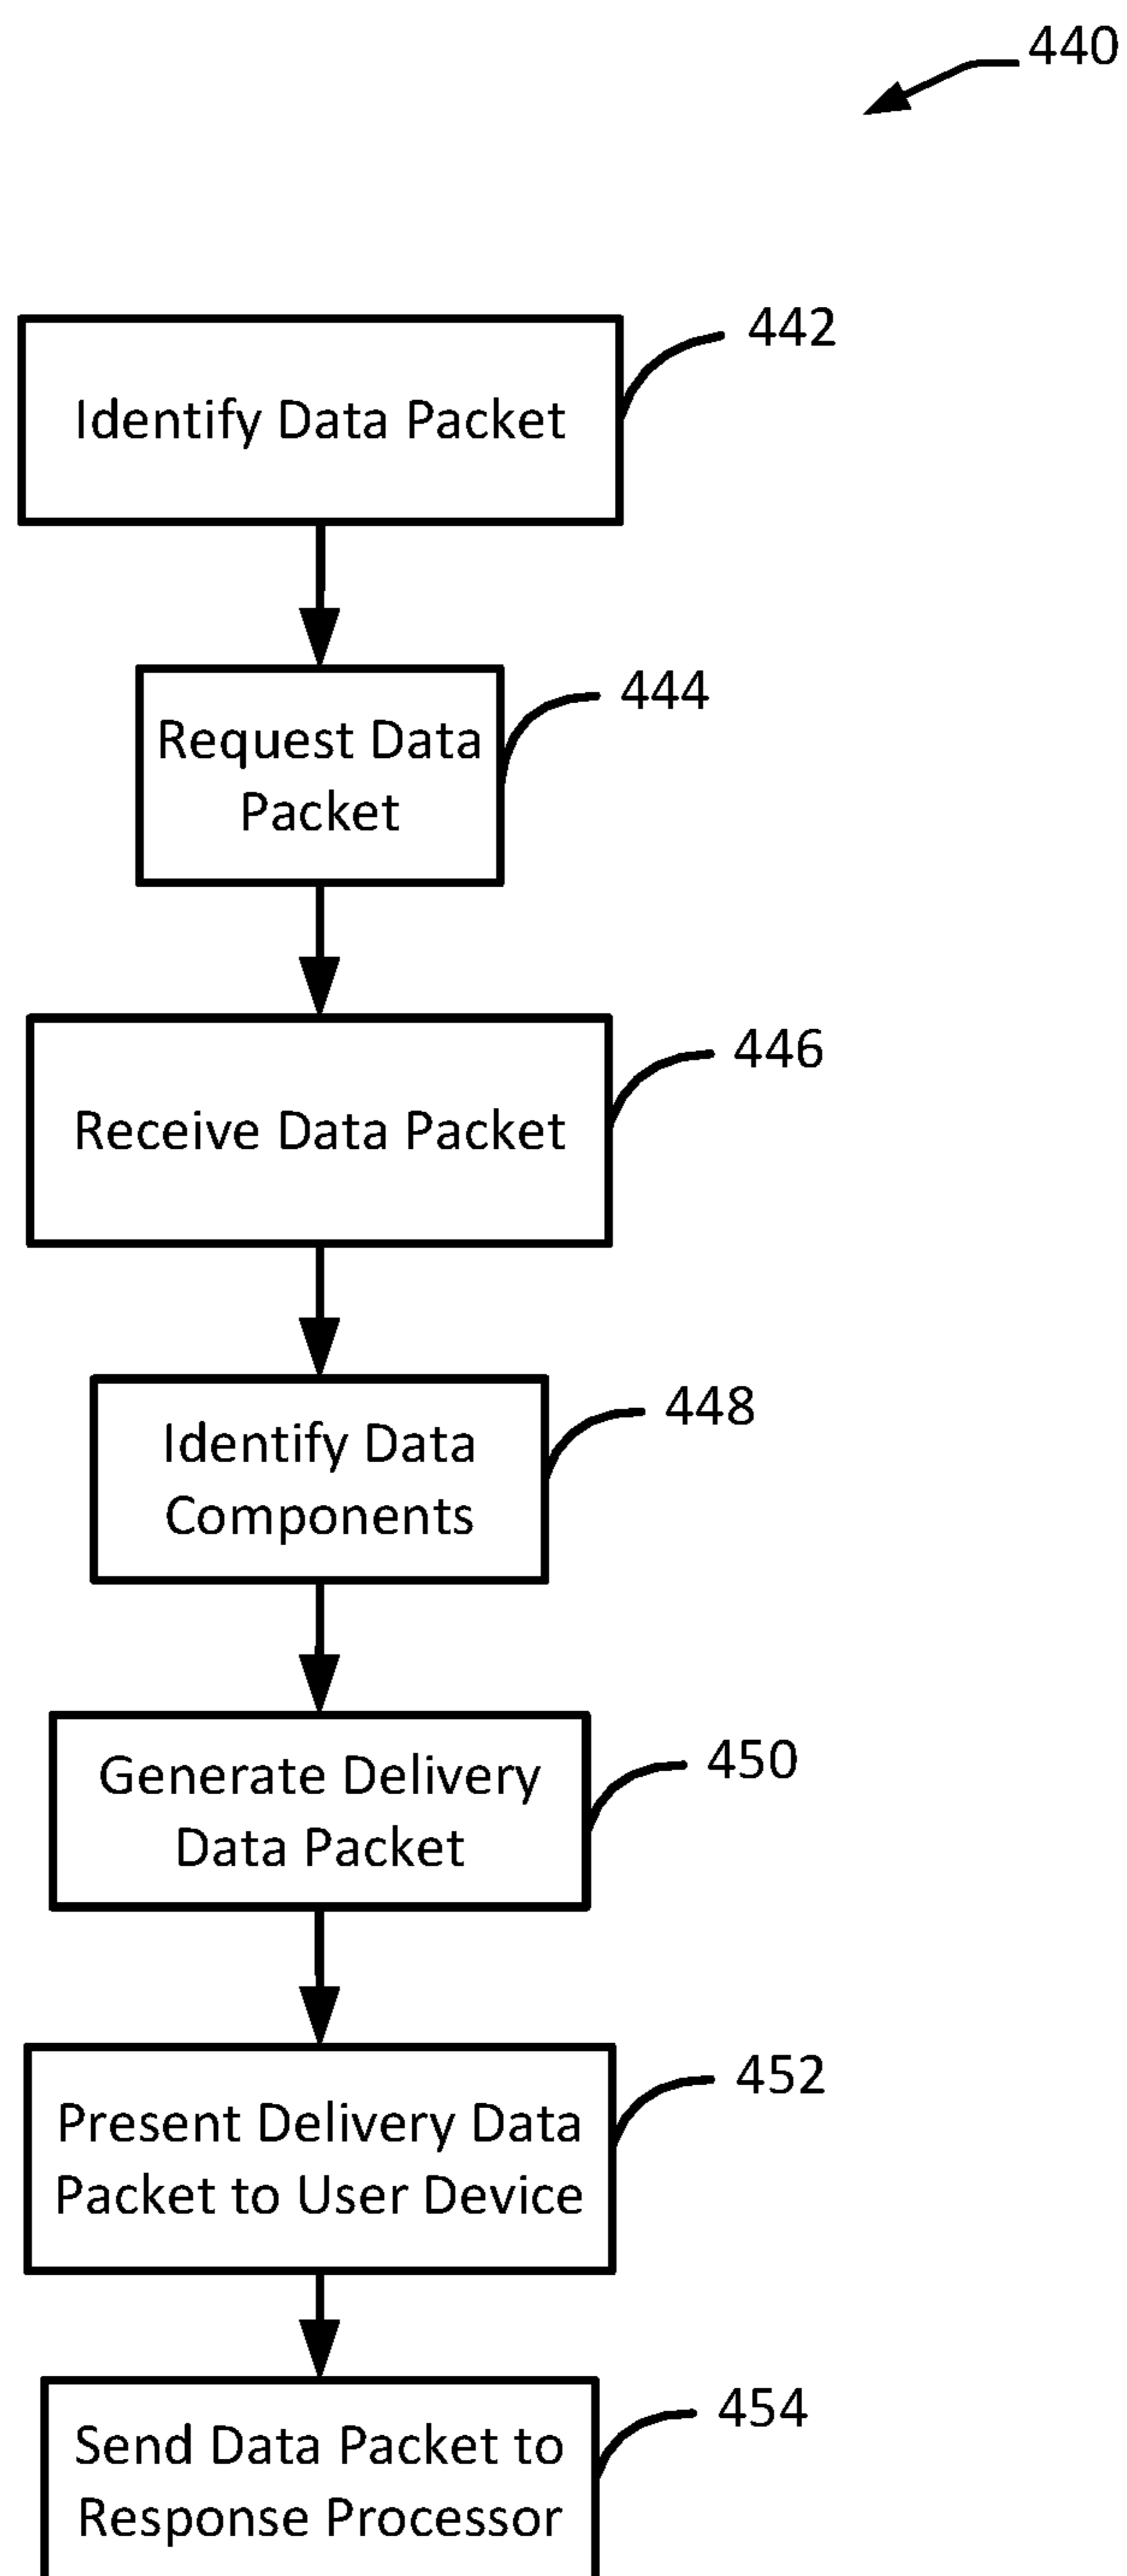 440
442
Identify Data Packet
444
Request Data
Packet
446
Receive Data Packet
448
Identify Data
Components
450
Generate Delivery
Data Packet
452
Present Delivery Data
Packet to User Device
454
Send Data Packet to
Response Processor